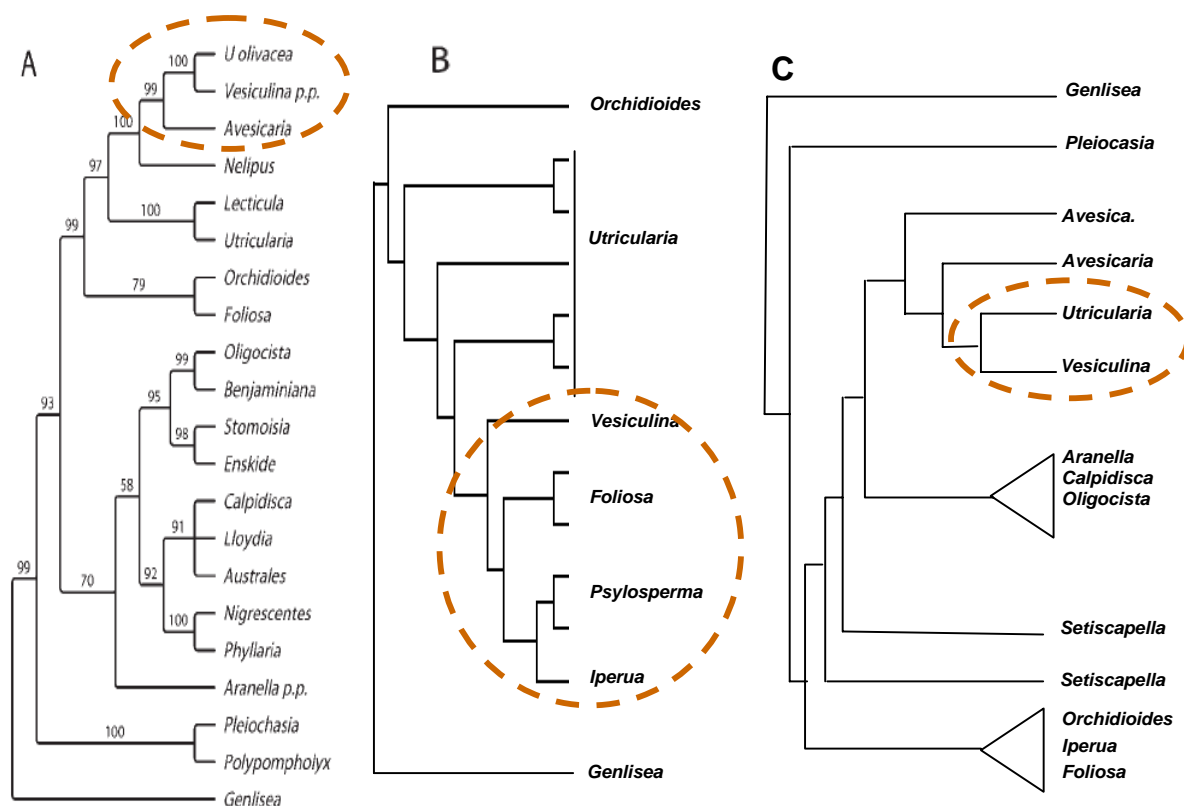 A
100
U olivacea
99
Vesiculina p.p.
100
Avesicaria
97
Nelipus
99
100
Lecticula
Utricularia
79
Orchidioides
Foliosa
99
Oligocista
95
Benjaminiana
98
Stomoisia
Enskide
93
58
91
Calpidisca
Lloydia
92
Australes
100
Nigrescentes
70
Phyllaria
99
Aranella p.p.
100
Pleiochasia
Polypompholyx
Genlisea
B
Orchidioides
Utricularia
Vesiculina
Foliosa
Psylosperma
Iperua
Genlisea
C
Genlisea
Pleiocasia
Avesica.
Avesicaria
Utricularia
Vesiculina
Aranella
Calpidisca
Oligocista
Setiscapella
Setiscapella
Orchidioides
Iperua
Foliosa